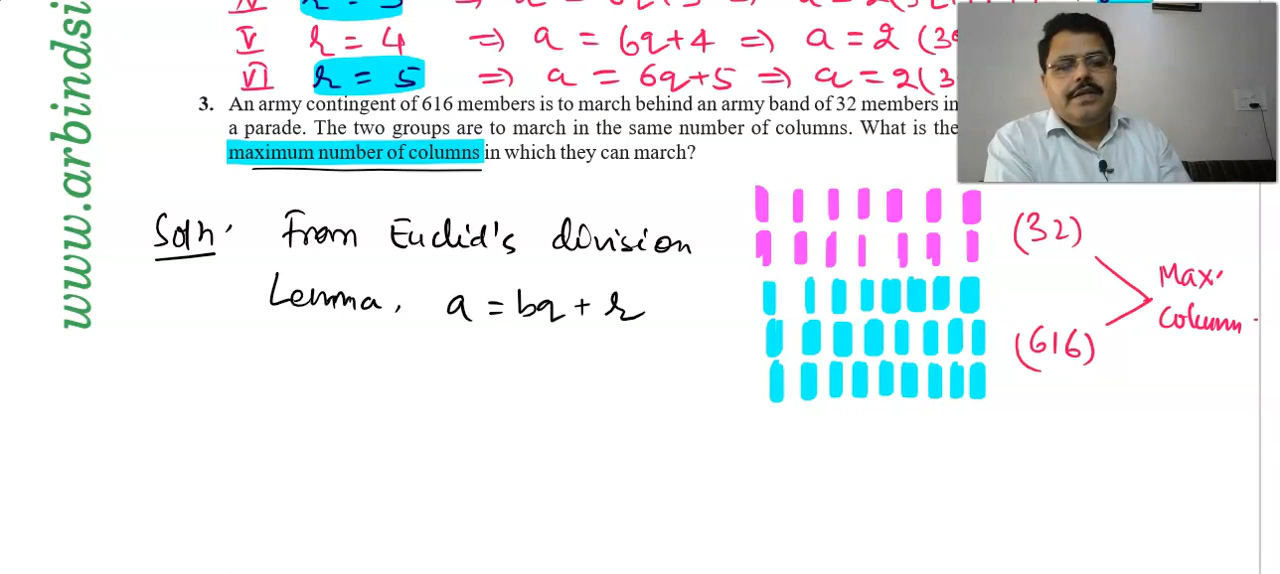 V r = 4 ⇒ a = 6q+4 ⇒ a = 2 (3
VI r = 5 ⇒ a = 6q+5 ⇒ a = 2(3
3. An army contingent of 616 members is to march behind an army band of 32 members in
a parade. The two groups are to march in the same number of columns. What is the
maximum number of columns in which they can march?
Soln. From Euclid's division
Lemma, a = bq + r
(32)
(616)
Max.
Column.
www.arbindsi